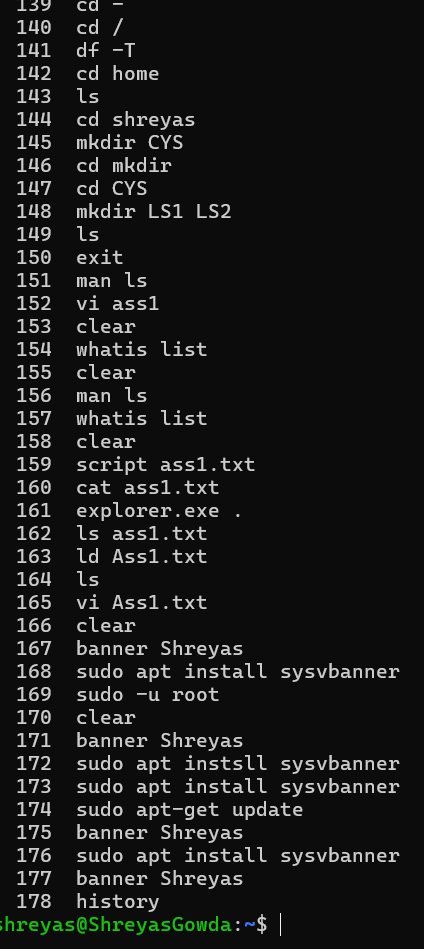 139 cd -
140 cd /
141 df -T
142 cd home
143 ls
144 cd shreyas
145 mkdir CYS
146 cd mkdir
147 cd CYS
148 mkdir LS1 LS2
149 ls
150 exit
151 man ls
152 vi ass1
153 clear
154 whatis list
155 clear
156 man ls
157 whatis list
158 clear
159 script ass1.txt
160 cat ass1.txt
161 explorer.exe .
162 ls ass1.txt
163 ld Ass1.txt
164 ls
165 vi Ass1.txt
166 clear
167 banner Shreyas
168 sudo apt install sysvbanner
169 sudo -u root
170 clear
171 banner Shreyas
172 sudo apt instsll sysvbanner
173 sudo apt install sysvbanner
174 sudo apt-get update
175 banner Shreyas
176 sudo apt install sysvbanner
177 banner Shreyas
178 history
shreyas@ShreyasGowda:~$